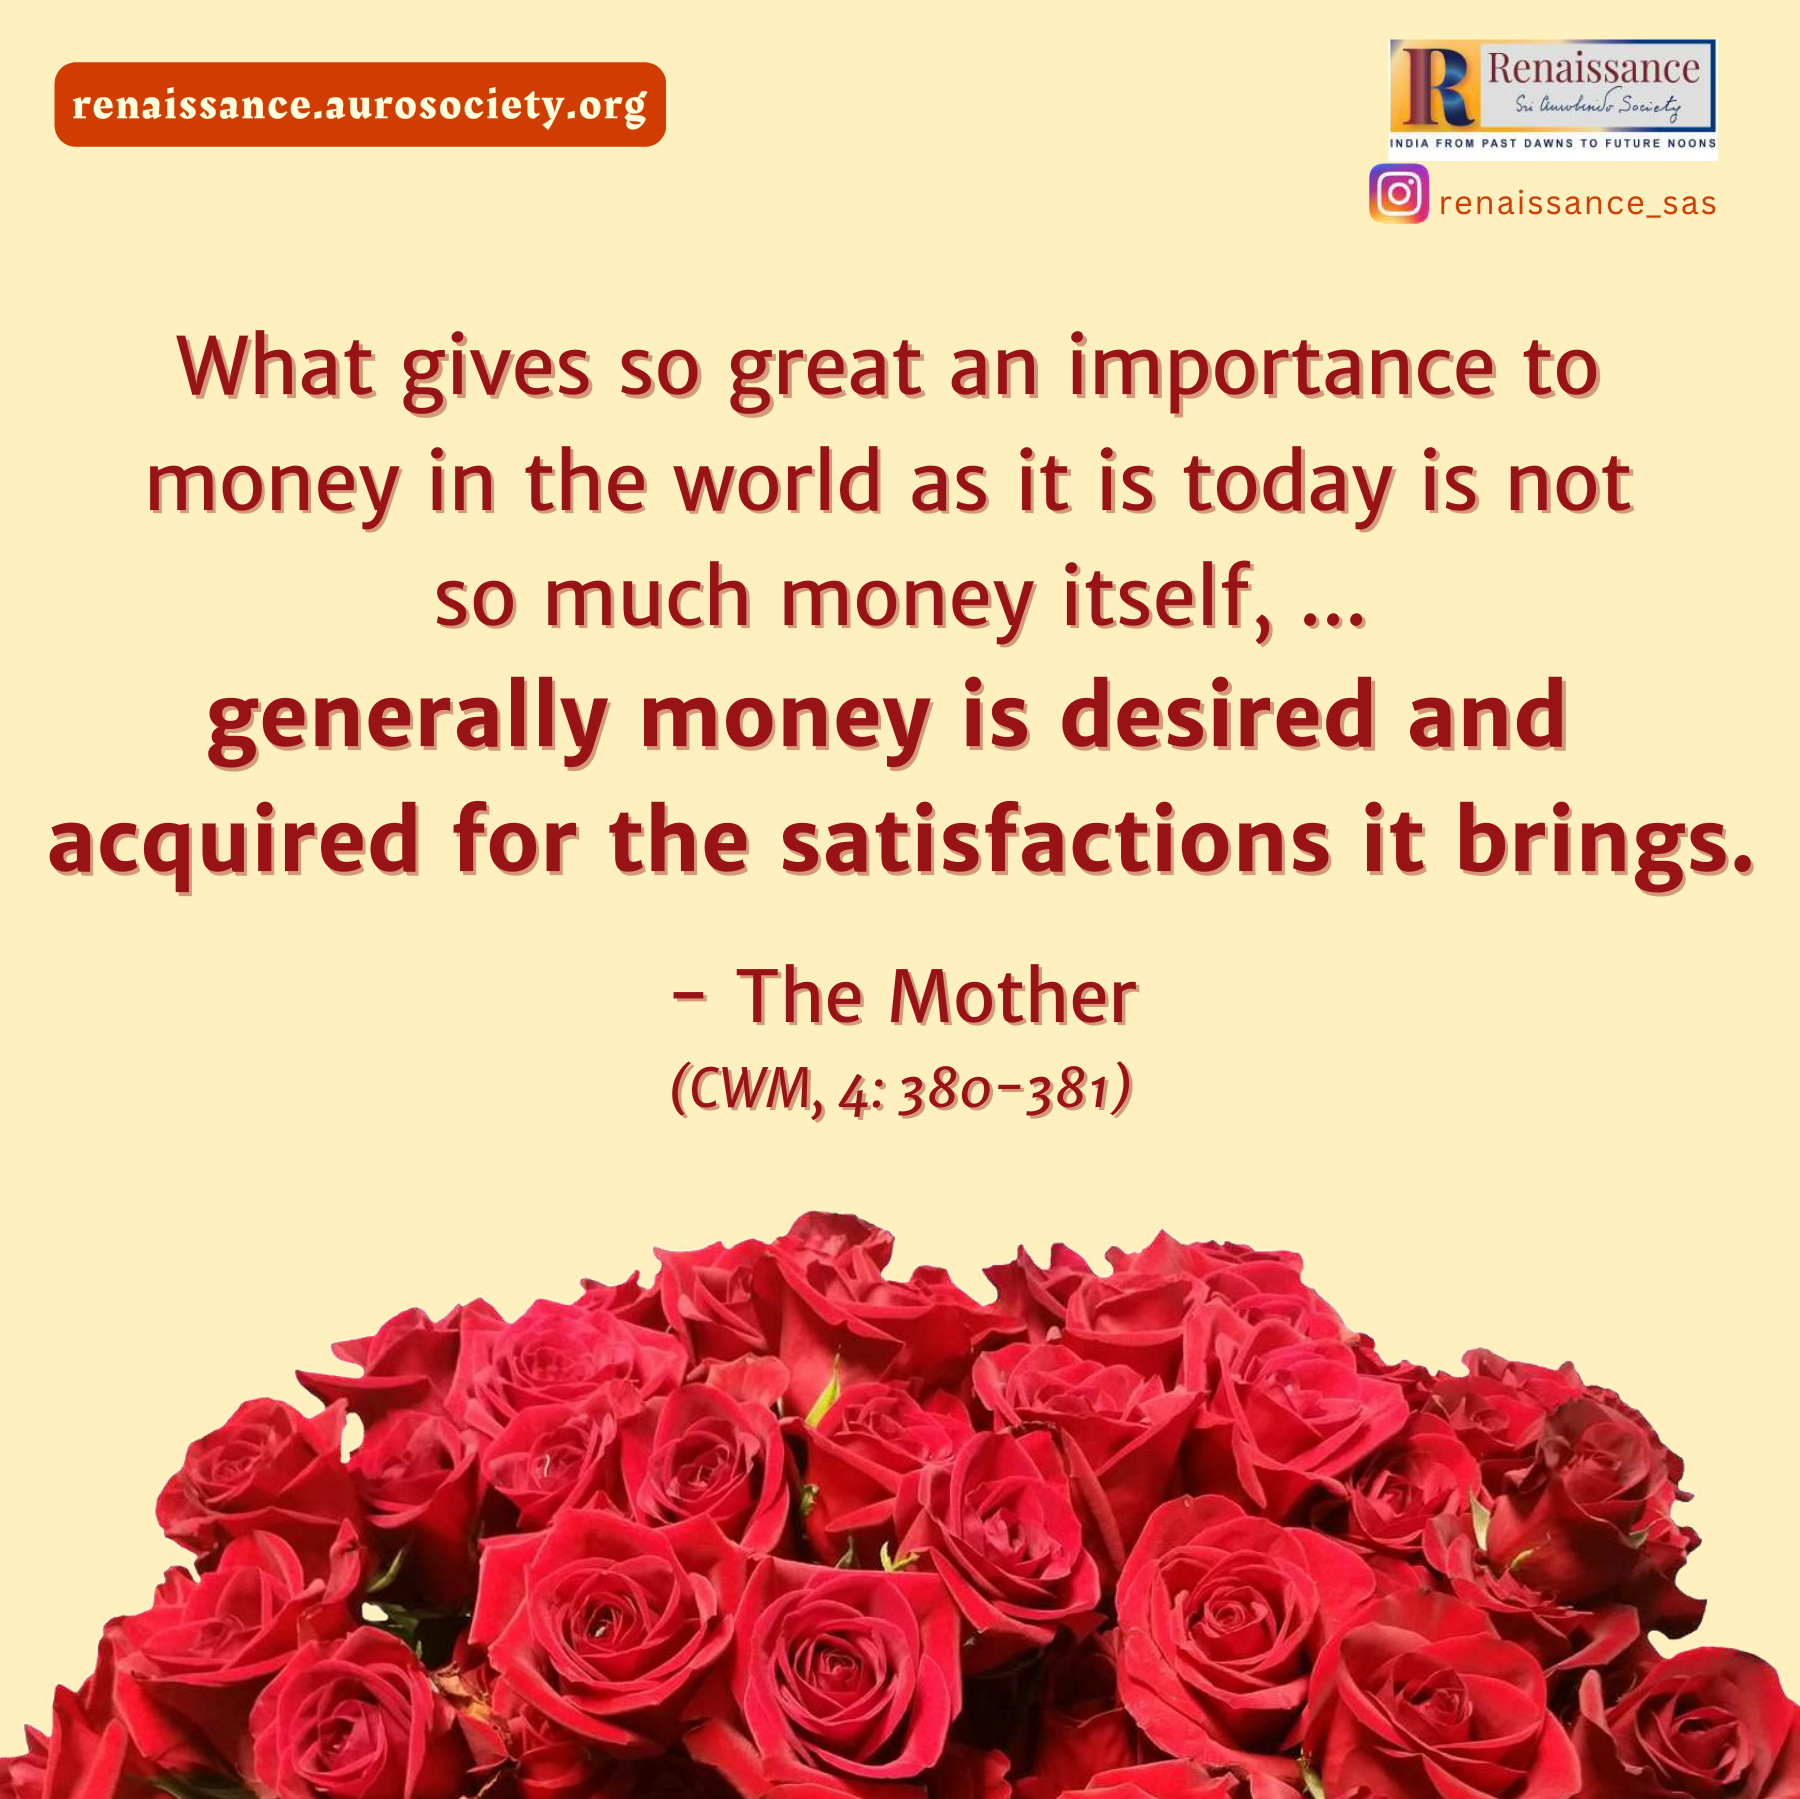 renaissance.aurosociety.org
R Renaissance
Sri Aurobindo Society
INDIA FROM PAST DAWNS TO FUTURE NOONS
renaissance_sas
What gives so great an importance to
money in the world as it is today is not
so much money itself, ...
generally money is desired and
acquired for the satisfactions it brings.
- The Mother
(CWM, 4: 380-381)